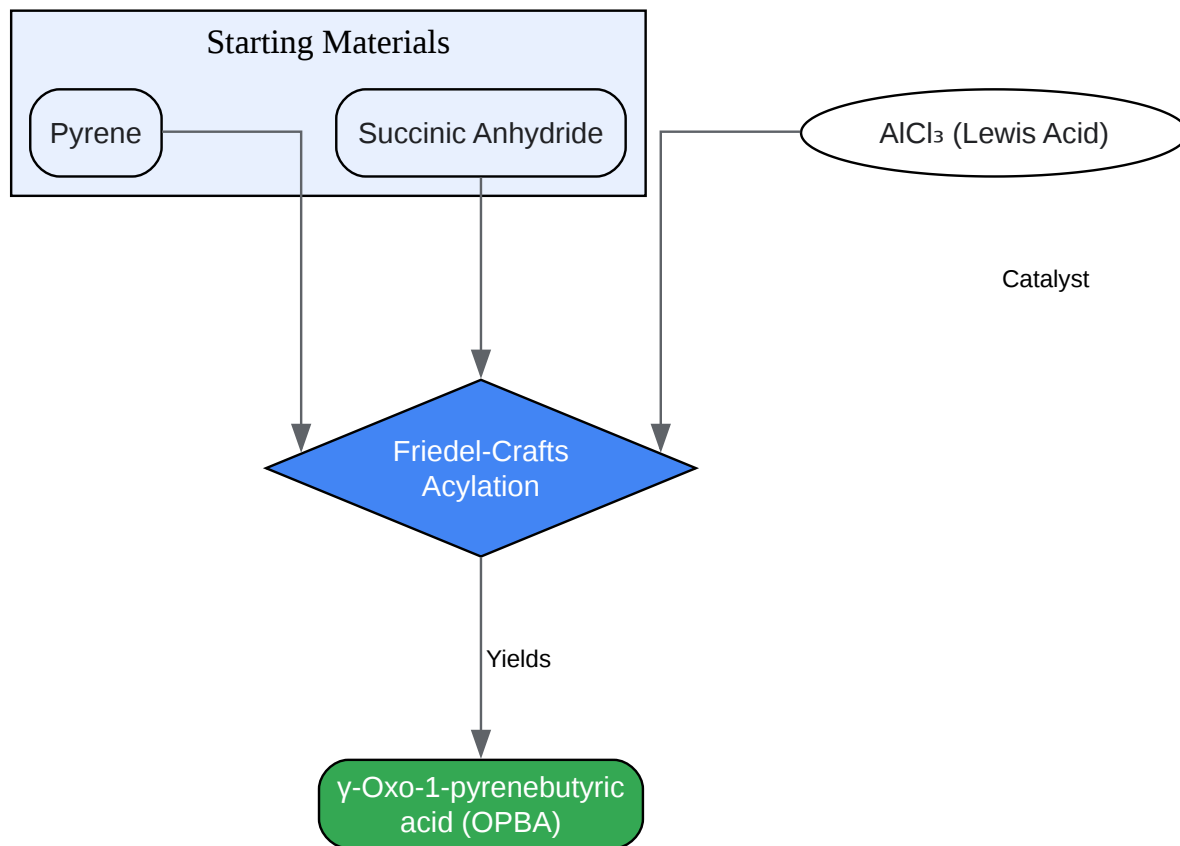 Starting Materials
Pyrene
Succinic Anhydride
AlCl₃ (Lewis Acid)
Catalyst
Friedel-Crafts
Acylation
Yields
γ-Oxo-1-pyrenebutyric
acid (OPBA)